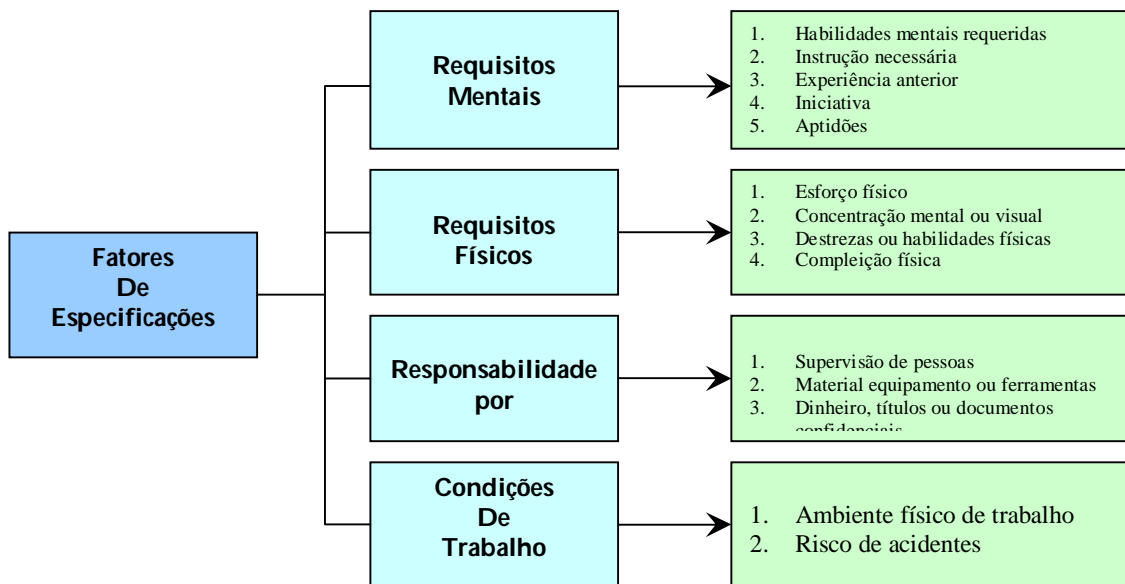 Fatores
De
Especificações
Requisitos
Mentais
1. Habilidades mentais requeridas
2. Instrução necessária
3. Experiência anterior
4. Iniciativa
5. Aptidões
Requisitos
Físicos
1. Esforço físico
2. Concentração mental ou visual
3. Destrezas ou habilidades físicas
4. Compleição física
Responsabilidade
por
1. Supervisão de pessoas
2. Material equipamento ou ferramentas
3. Dinheiro, títulos ou documentos
confidenciais
Condições
De
Trabalho
1. Ambiente físico de trabalho
2. Risco de acidentes